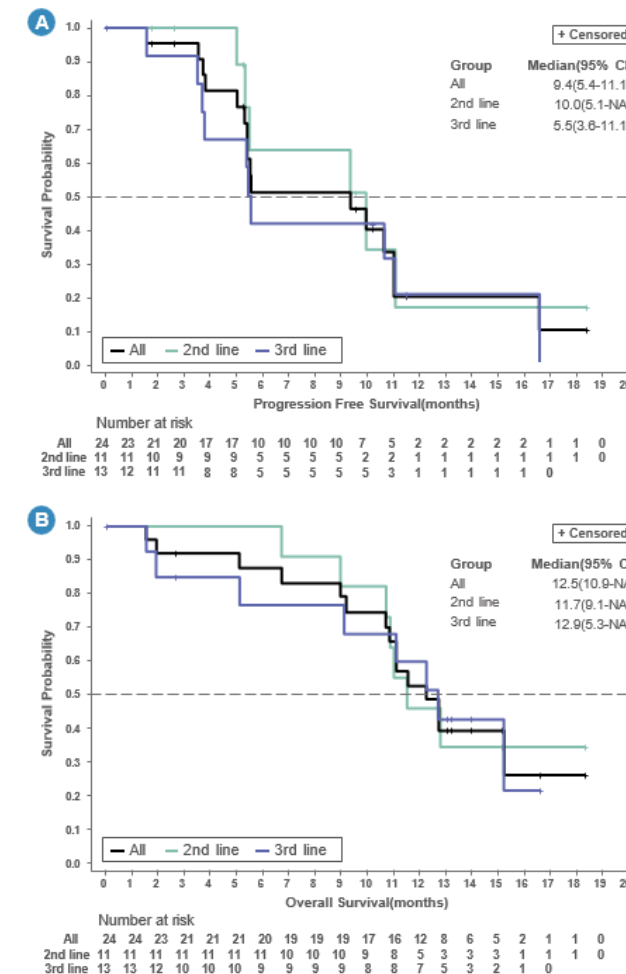 A
+ Censored
Group Median(95% CI
All 9.4(5.4-11.1
2nd line 10.0(5.1-NA
3rd line 5.5(3.6-11.1
Survival Probability
1.0
0.9
0.8
0.7
0.6
0.5
0.4
0.3
0.2
0.1
0.0
All 2nd line 3rd line
0 1 2 3 4 5 6 7 8 9 10 11 12 13 14 15 16 17 18 19 20
Progression Free Survival(months)
Number at risk
All 24 23 21 20 17 17 10 10 10 10 7 5 2 2 2 2 2 1 1 0
2nd line 11 11 10 9 9 9 5 5 5 5 2 2 1 1 1 1 1 1 1 0
3rd line 13 12 11 11 8 8 5 5 5 5 5 3 1 1 1 1 1 0
B
+ Censored
Group Median(95% C
All 12.5(10.9-NA
2nd line 11.7(9.1-NA
3rd line 12.9(5.3-NA
Survival Probability
1.0
0.9
0.8
0.7
0.6
0.5
0.4
0.3
0.2
0.1
0.0
All 2nd line 3rd line
0 1 2 3 4 5 6 7 8 9 10 11 12 13 14 15 16 17 18 19 20
Overall Survival(months)
Number at risk
All 24 24 23 21 21 21 20 19 19 19 17 16 12 8 6 5 2 1 1 0
2nd line 11 11 11 11 11 11 11 10 10 10 9 8 5 3 3 3 1 1 1 0
3rd line 13 13 12 10 10 10 9 9 9 9 8 8 7 5 3 2 1 0